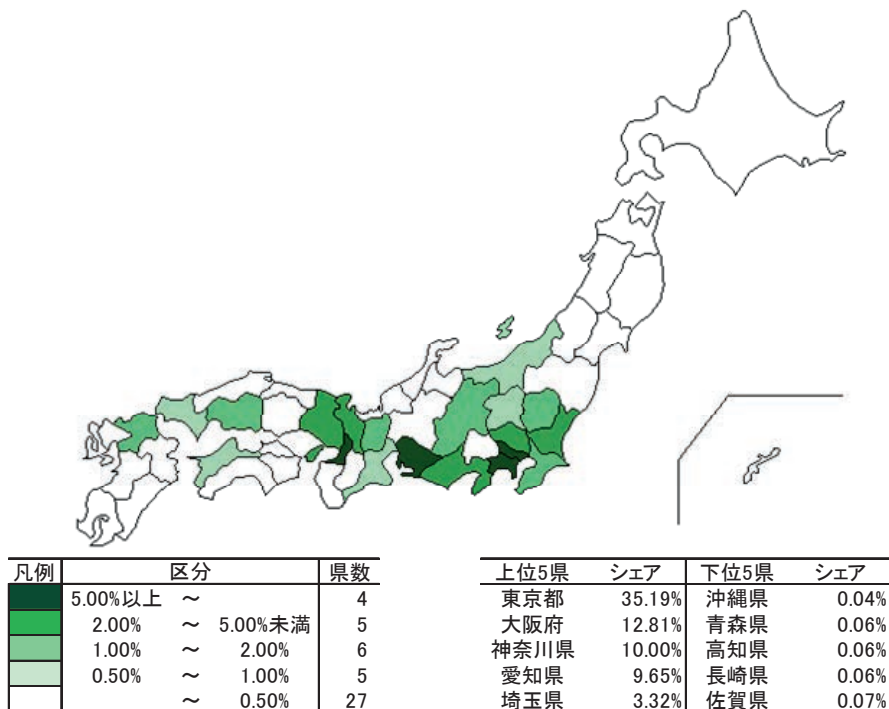 凡例 区分 県数
5.00%以上 ～ 4
2.00% ～ 5.00%未満 5
1.00% ～ 2.00% 6
0.50% ～ 1.00% 5
～ 0.50% 27
上位5県 シェア 下位5県 シェア
東京都 35.19% 沖縄県 0.04%
大阪府 12.81% 青森県 0.06%
神奈川県 10.00% 高知県 0.06%
愛知県 9.65% 長崎県 0.06%
埼玉県 3.32% 佐賀県 0.07%